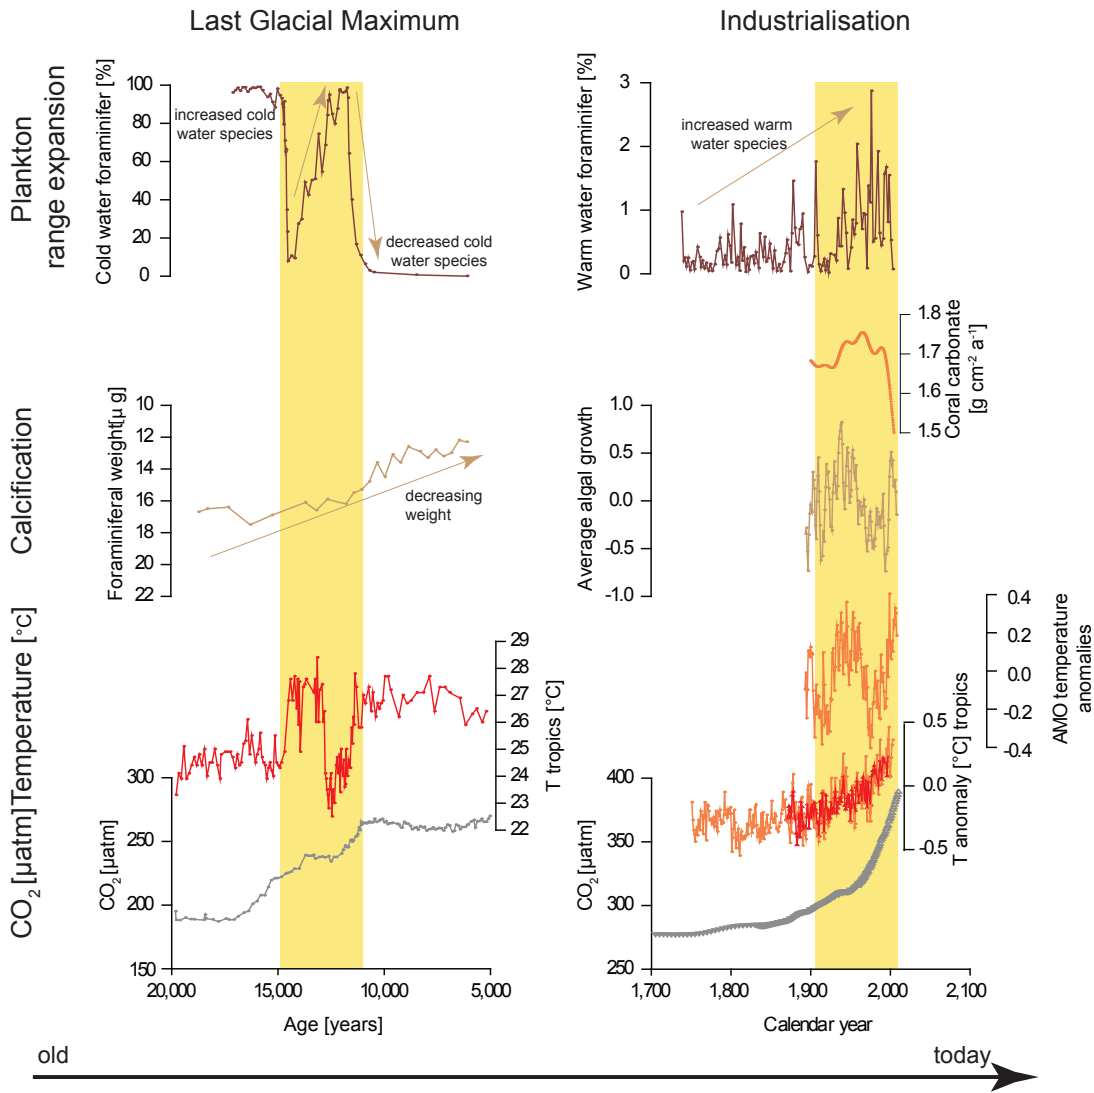 Last Glacial Maximum
Industrialisation
Plankton
range expansion
Cold water foraminifer [%]
100
80
60
40
20
0
increased cold
water species
decreased cold
water species
Warm water foraminifer [%]
3
2
1
0
increased warm
water species
Calcification
Foraminiferal weight[µ g]
10
12
14
16
18
20
22
decreasing
weight
1.8
1.7
1.6
1.5
Coral carbonate
[g cm-2 a-1]
Average algal growth
1.0
0.5
0.0
-0.5
-1.0
CO2 [µatm]Temperature [°c]
29
28
27
26
25
24
23
22
T tropics [°C]
300
250
200
150
CO2 [µatm]
0.4
0.2
0.0
-0.2
-0.4
AMO temperature
anomalies
0.5
0.0
-0.5
T anomaly [°C] tropics
400
350
300
250
CO2 [µatm]
20,000
15,000
10,000
5,000
Age [years]
1,700
1,800
1,900
2,000
2,100
Calendar year
old
today